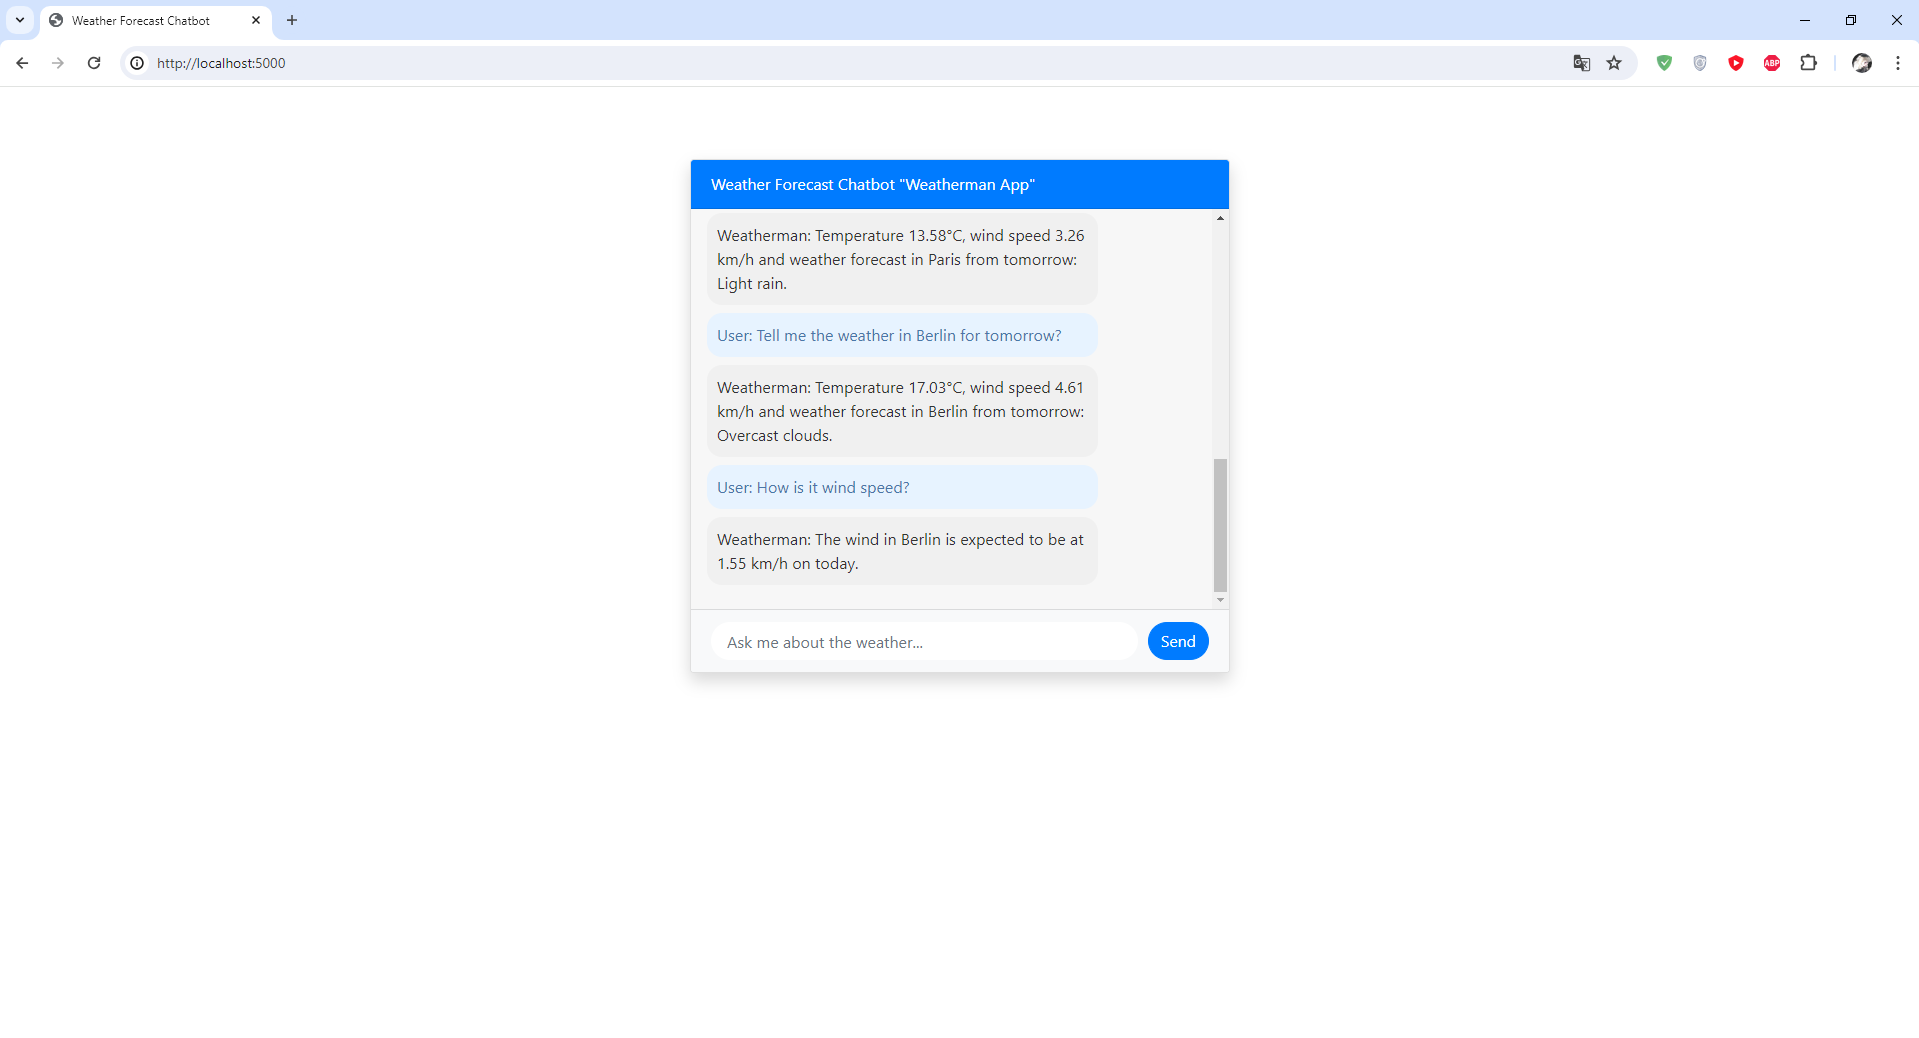 Weather Forecast Chatbot
http://localhost:5000
ABP
Weather Forecast Chatbot "Weatherman App"
Weatherman: Temperature 13.58°C, wind speed 3.26
km/h and weather forecast in Paris from tomorrow:
Light rain.
User: Tell me the weather in Berlin for tomorrow?
Weatherman: Temperature 17.03°C, wind speed 4.61
km/h and weather forecast in Berlin from tomorrow:
Overcast clouds.
User: How is it wind speed?
Weatherman: The wind in Berlin is expected to be at
1.55 km/h on today.
Ask me about the weather...
Send